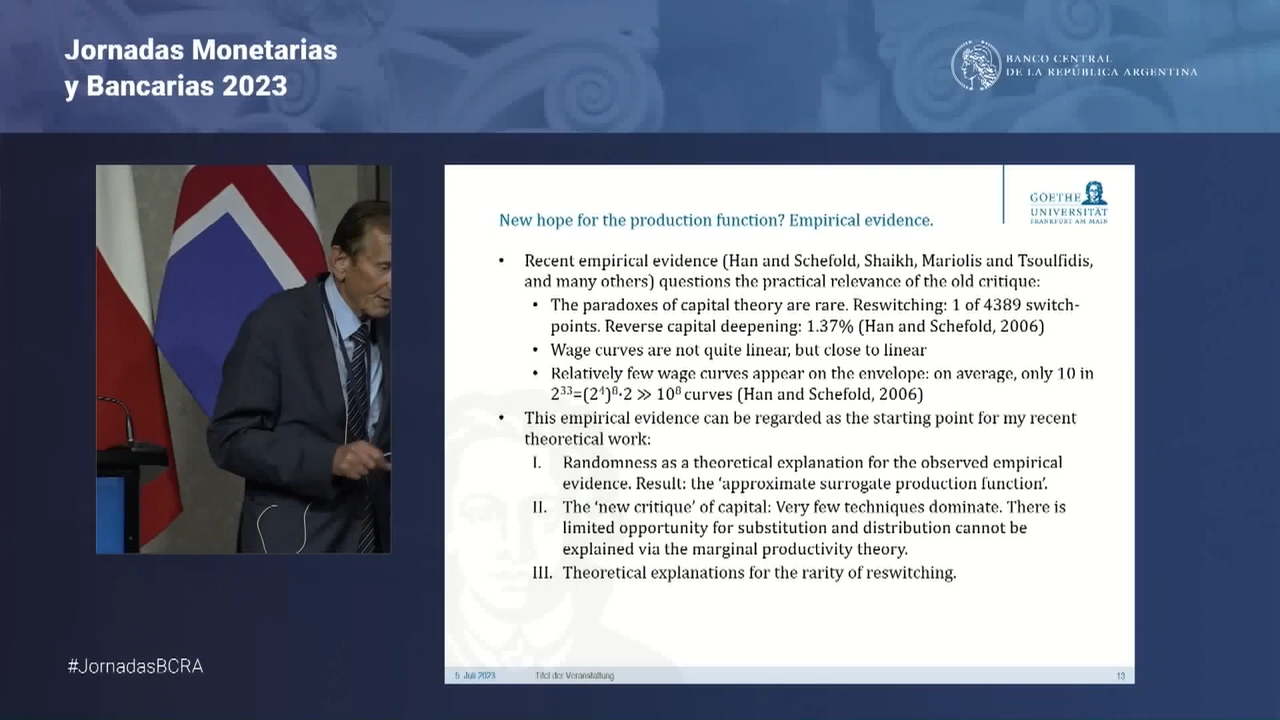 Jornadas Monetarias
y Bancarias 2023
BANCO CENTRAL
DE LA REPÚBLICA ARGENTINA
GOETHE
UNIVERSITÄT
FRANKFURT AM MAIN
New hope for the production function? Empirical evidence.
• Recent empirical evidence (Han and Schefold, Shaikh, Mariolis and Tsoulfidis,
and many others) questions the practical relevance of the old critique:
• The paradoxes of capital theory are rare. Reswitching: 1 of 4389 switch-
points. Reverse capital deepening: 1.37% (Han and Schefold, 2006)
• Wage curves are not quite linear, but close to linear
• Relatively few wage curves appear on the envelope: on average, only 10 in
2³³=(2⁴)⁸·2 ≫ 10⁸ curves (Han and Schefold, 2006)
• This empirical evidence can be regarded as the starting point for my recent
theoretical work:
I. Randomness as a theoretical explanation for the observed empirical
evidence. Result: the ‘approximate surrogate production function’.
II. The ‘new critique’ of capital: Very few techniques dominate. There is
limited opportunity for substitution and distribution cannot be
explained via the marginal productivity theory.
III. Theoretical explanations for the rarity of reswitching.
#JornadasBCRA
5. Juli 2023 Titel der Veranstaltung 13